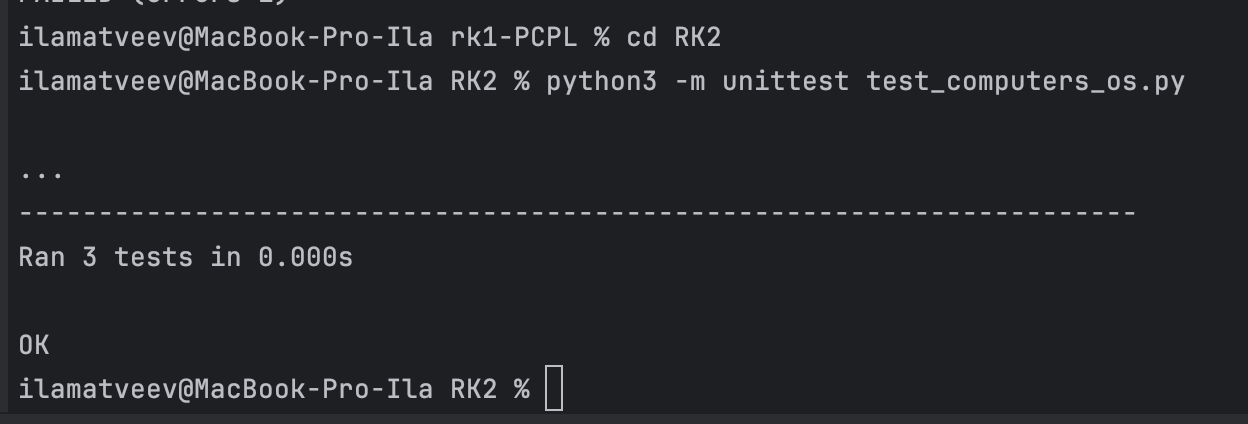 ilamatveev@MacBook-Pro-Ila rk1-PCPL % cd RK2
ilamatveev@MacBook-Pro-Ila RK2 % python3 -m unittest test_computers_os.py
...
----------------------------------------------------------------------
Ran 3 tests in 0.000s
OK
ilamatveev@MacBook-Pro-Ila RK2 %